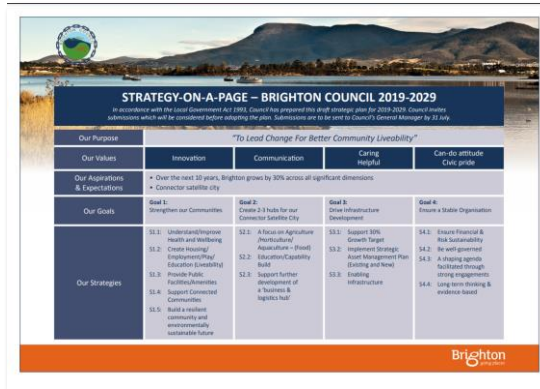 STRATEGY-ON-A-PAGE – BRIGHTON COUNCIL 2019-2029
In accordance with the Local Government Act 1993, Council has prepared this draft strategic plan for 2019-2029. Council invites
submissions which will be considered before adopting the plan. Submissions are to be sent to Council's General Manager by 31 July.
Our Purpose
"To Lead Change For Better Community Liveability"
Our Values
Innovation
Communication
Caring
Helpful
Can-do attitude
Civic pride
Our Aspirations
& Expectations
• Over the next 10 years, Brighton grows by 30% across all significant dimensions
• Connector satellite city
Our Goals
Goal 1:
Strengthen our Communities
Goal 2:
Create 2-3 hubs for our
Connector Satellite City
Goal 3:
Drive Infrastructure
Development
Goal 4:
Ensure a Stable Organisation
Our Strategies
S1.1: Understand/Improve
Health and Wellbeing
S1.2: Create Housing/
Employment/Play/
Education (Liveability)
S1.3: Provide Public
Facilities/Amenities
S1.4: Support Connected
Communities
S1.5: Build a resilient
community and
environmentally
sustainable future
S2.1: A focus on Agriculture
/Horticulture/
Aquaculture – (Food)
S2.2: Education/Capability
Build
S2.3: Support further
development of
a 'business &
logistics hub'
S3.1: Support 30%
Growth Target
S3.2: Implement Strategic
Asset Management Plan
(Existing and New)
S3.3: Enabling
Infrastructure
S4.1: Ensure Financial &
Risk Sustainability
S4.2: Be well-governed
S4.3: A shaping agenda
facilitated through
strong engagements
S4.4: Long-term thinking &
evidence-based
Brighton
going places